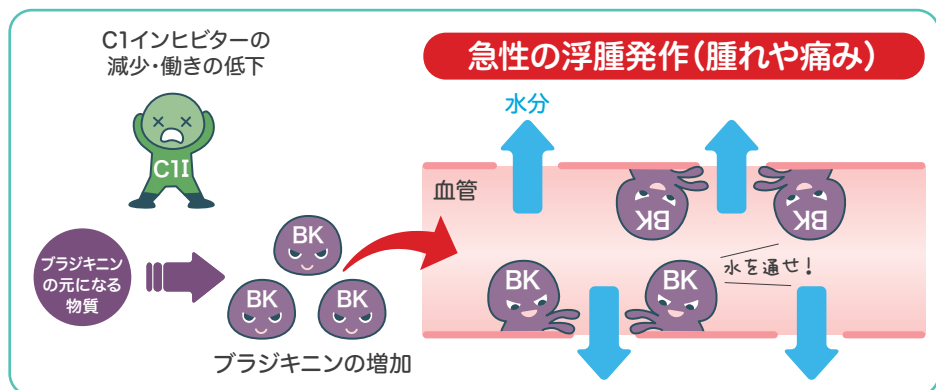 C1インヒビターの
減少・働きの低下
C1I
ブラジキニン
の元になる
物質
BK
BK
BK
ブラジキニンの増加
急性の浮腫発作(腫れや痛み)
水分
血管
BK
BK
BK
BK
水を通せ!